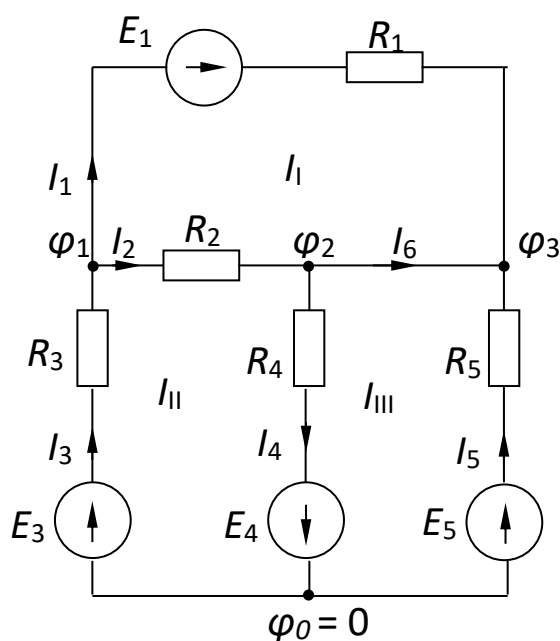 E1
R1
I1
II
φ1
I2
R2
φ2
I6
φ3
R3
R4
R5
III
IIII
I3
I4
I5
E3
E4
E5
φ0 = 0